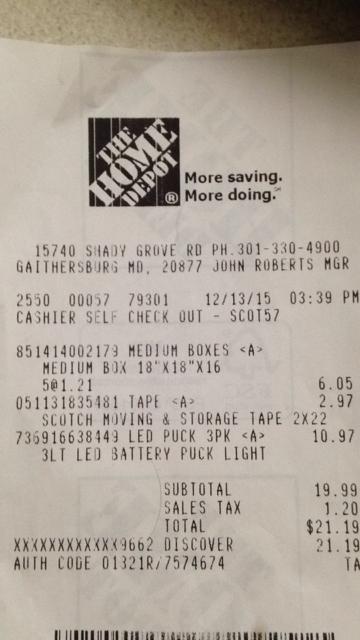 THE
HOME
DEPOT
®
More saving.
More doing.℠
15740 SHADY GROVE RD PH.301-330-4900
GAITHERSBURG MD, 20877 JOHN ROBERTS MGR
2550 00057 79301 12/13/15 03:39 PM
CASHIER SELF CHECK OUT - SCOT57
851414002179 MEDIUM BOXES <A>
MEDIUM BOX 18"X18"X16
5@1.21 6.05
051131835481 TAPE <A> 2.97
SCOTCH MOVING & STORAGE TAPE 2X22
736916638449 LED PUCK 3PK <A> 10.97
3LT LED BATTERY PUCK LIGHT
SUBTOTAL 19.99
SALES TAX 1.20
TOTAL $21.19
XXXXXXXXXXXX9662 DISCOVER 21.19
AUTH CODE 01321R/7574674 TA